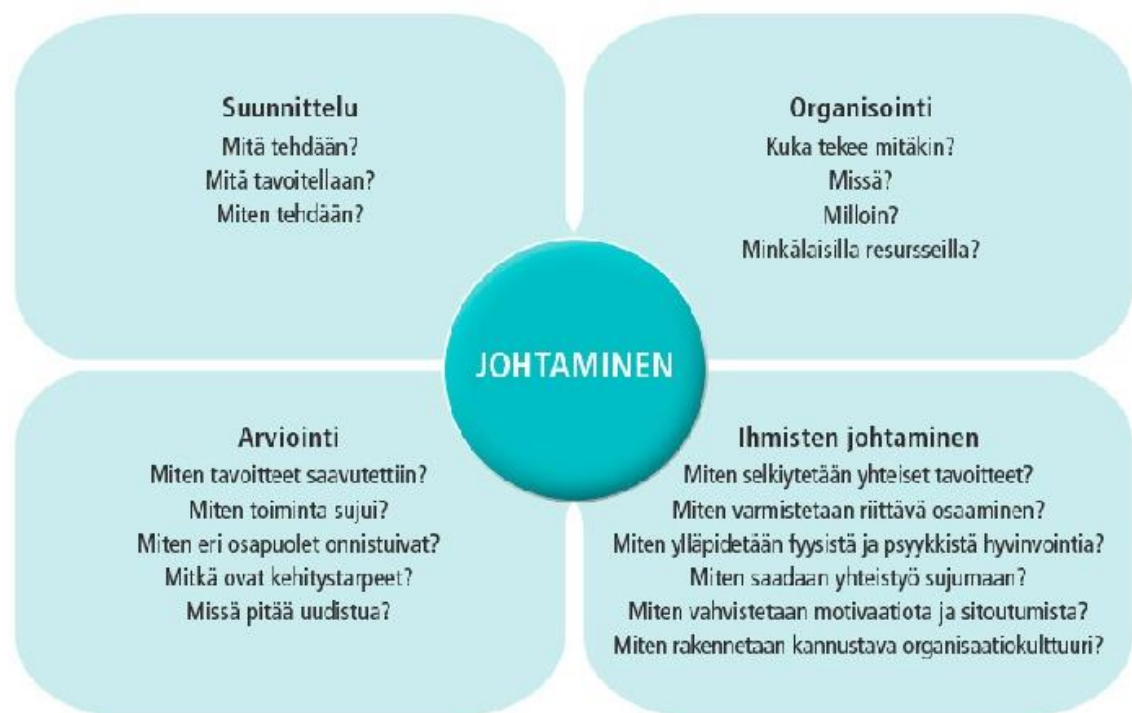 Suunnittelu
Mitä tehdään?
Mitä tavoitellaan?
Miten tehdään?
Organisointi
Kuka tekee mitäkin?
Missä?
Milloin?
Minkälaisilla resursseilla?
JOHTAMINEN
Arviointi
Miten tavoitteet saavutettiin?
Miten toiminta sujui?
Miten eri osapuolet onnistuivat?
Mitkä ovat kehitystarpeet?
Missä pitää uudistua?
Ihmisten johtaminen
Miten selkiytetään yhteiset tavoitteet?
Miten varmistetaan riittävä osaaminen?
Miten ylläpidetään fyysistä ja psyykkistä hyvinvointia?
Miten saadaan yhteistyö sujumaan?
Miten vahvistetaan motivaatiota ja sitoutumista?
Miten rakennetaan kannustava organisaatiokulttuuri?